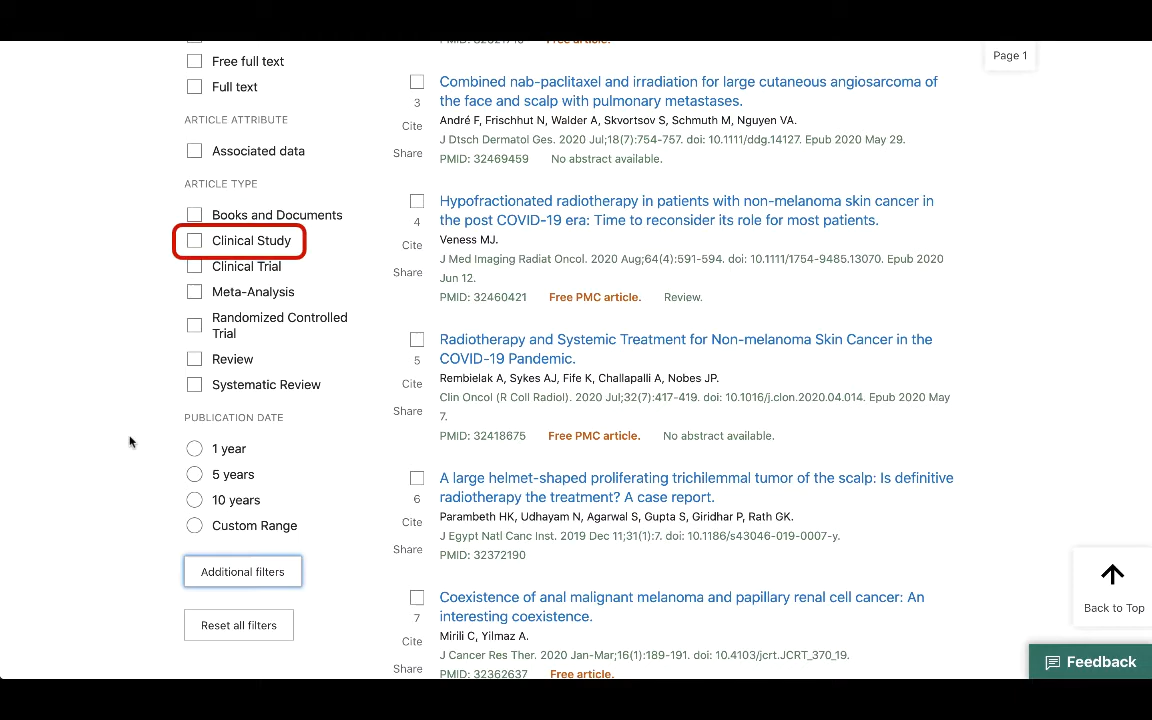 Free full text
Full text
ARTICLE ATTRIBUTE
Associated data
ARTICLE TYPE
Books and Documents
Clinical Study
Clinical Trial
Meta-Analysis
Randomized Controlled
Trial
Review
Systematic Review
PUBLICATION DATE
1 year
5 years
10 years
Custom Range
Additional filters
Reset all filters
Free article.
3
Cite
Share
Combined nab-paclitaxel and irradiation for large cutaneous angiosarcoma of
the face and scalp with pulmonary metastases.
André F, Frischhut N, Walder A, Skvortsov S, Schmuth M, Nguyen VA.
J Dtsch Dermatol Ges. 2020 Jul;18(7):754-757. doi: 10.1111/ddg.14127. Epub 2020 May 29.
PMID: 32469459 No abstract available.
4
Cite
Share
Hypofractionated radiotherapy in patients with non-melanoma skin cancer in
the post COVID-19 era: Time to reconsider its role for most patients.
Veness MJ.
J Med Imaging Radiat Oncol. 2020 Aug;64(4):591-594. doi: 10.1111/1754-9485.13070. Epub 2020
Jun 12.
PMID: 32460421 Free PMC article. Review.
5
Cite
Share
Radiotherapy and Systemic Treatment for Non-melanoma Skin Cancer in the
COVID-19 Pandemic.
Rembielak A, Sykes AJ, Fife K, Challapalli A, Nobes JP.
Clin Oncol (R Coll Radiol). 2020 Jul;32(7):417-419. doi: 10.1016/j.clon.2020.04.014. Epub 2020 May
7.
PMID: 32418675 Free PMC article. No abstract available.
6
Cite
Share
A large helmet-shaped proliferating trichilemmal tumor of the scalp: Is definitive
radiotherapy the treatment? A case report.
Parambeth HK, Udhayam N, Agarwal S, Gupta S, Giridhar P, Rath GK.
J Egypt Natl Canc Inst. 2019 Dec 11;31(1):7. doi: 10.1186/s43046-019-0007-y.
PMID: 32372190
7
Cite
Share
Coexistence of anal malignant melanoma and papillary renal cell cancer: An
interesting coexistence.
Mirili C, Yilmaz A.
J Cancer Res Ther. 2020 Jan-Mar;16(1):189-191. doi: 10.4103/jcrt.JCRT_370_19.
PMID: 32362637 Free article.
Page 1
Back to Top
Feedback